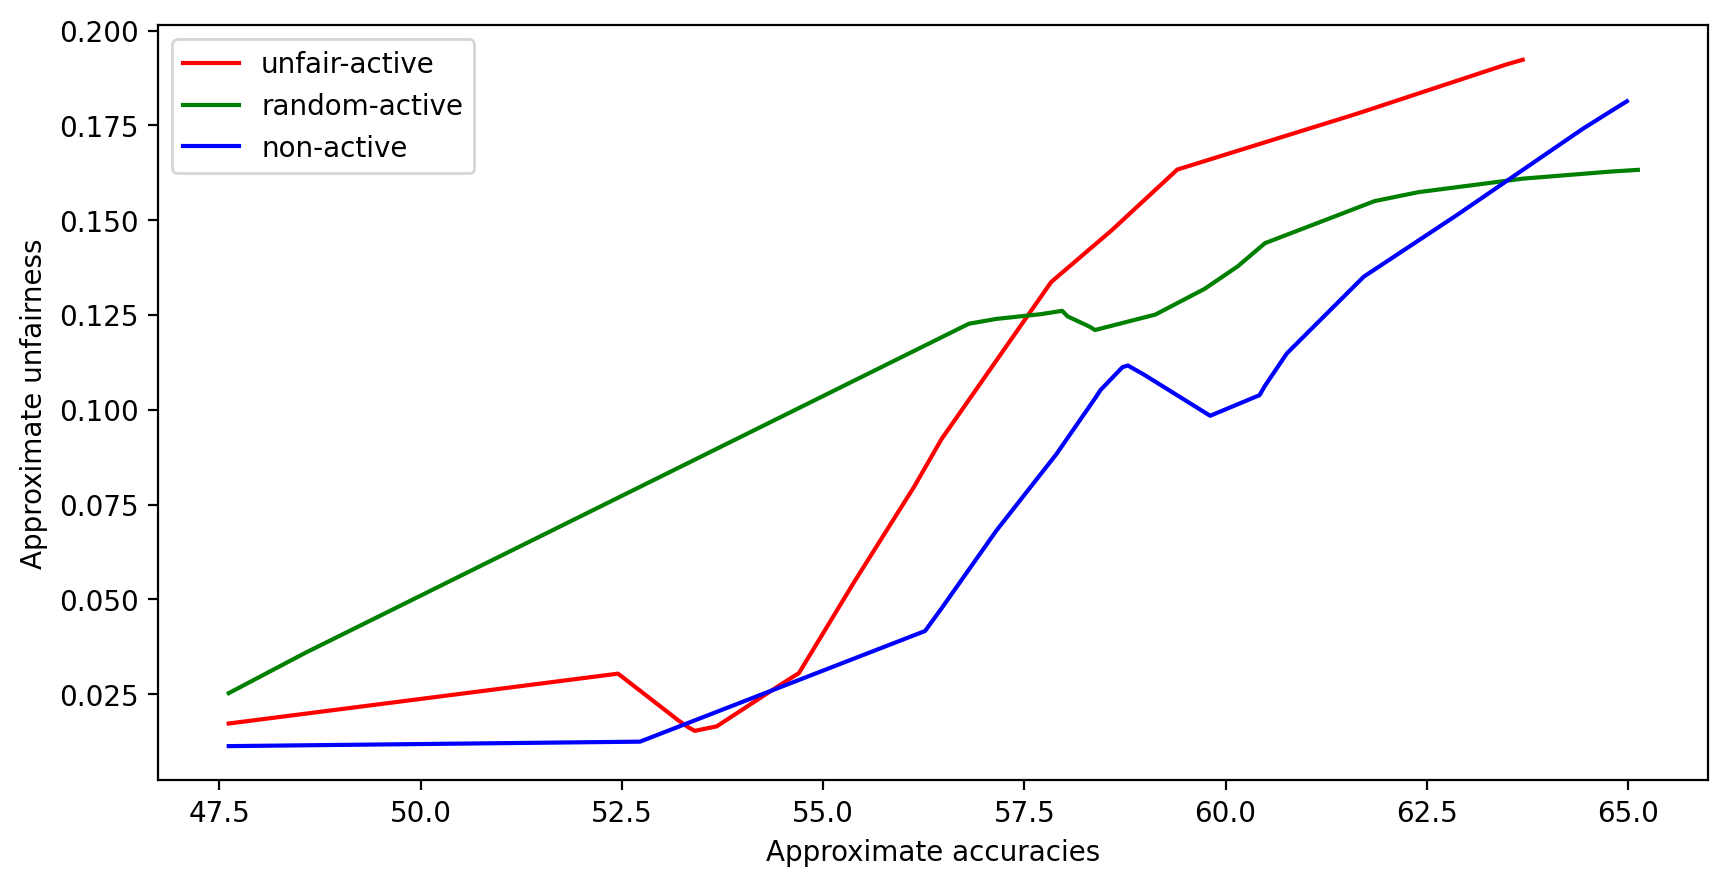 0.200
0.175
0.150
0.125
0.100
0.075
0.050
0.025
Approximate unfairness
unfair-active
random-active
non-active
47.5 50.0 52.5 55.0 57.5 60.0 62.5 65.0
Approximate accuracies